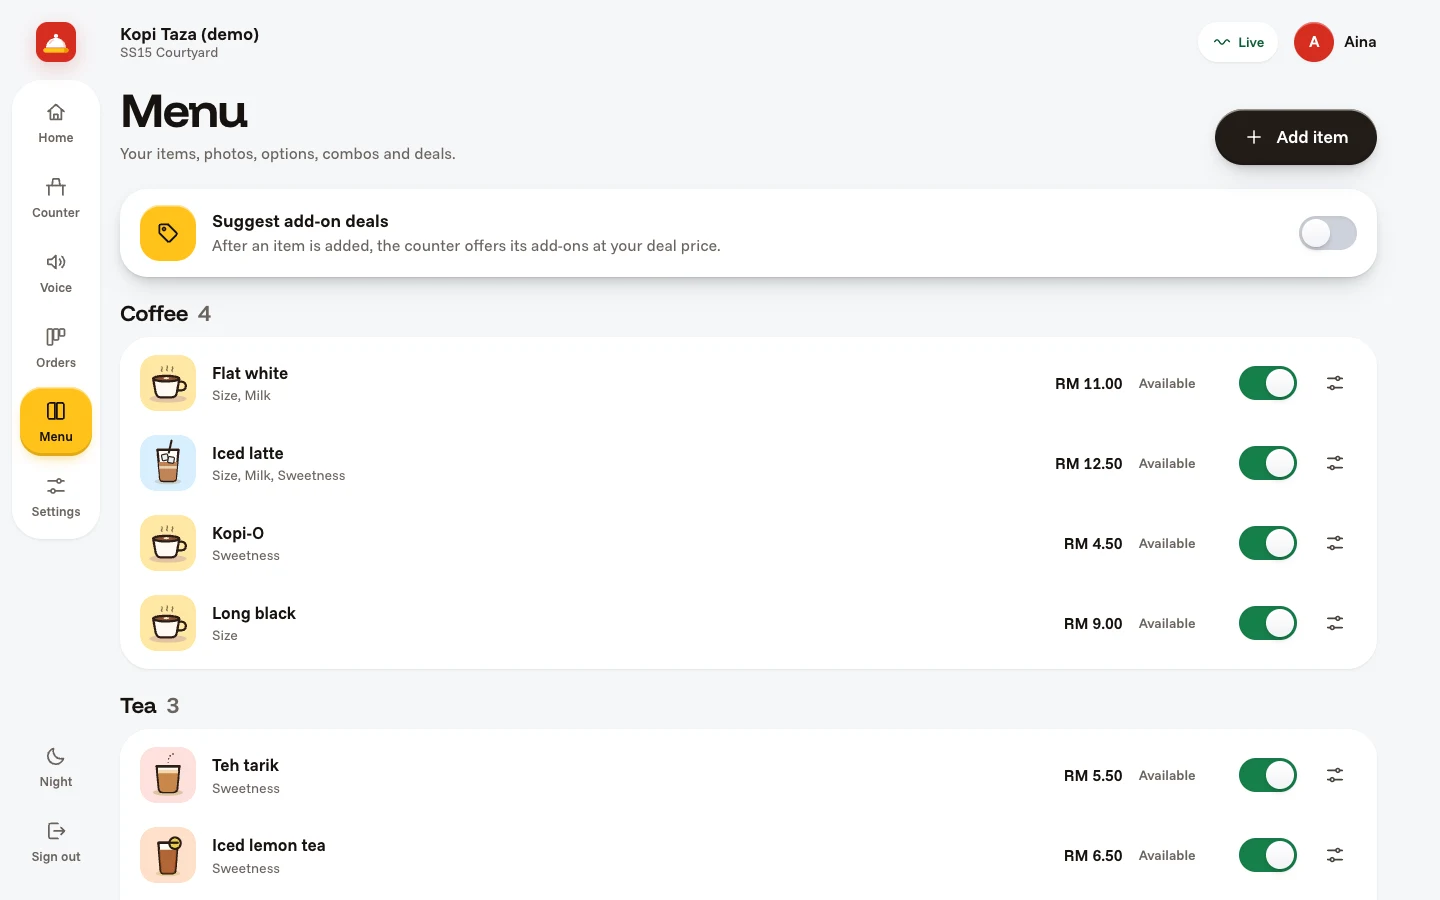 Kopi Taza (demo)
SS15 Courtyard
Live
A
Aina
Home
Counter
Voice
Orders
Menu
Settings
Night
Sign out
Menu
Your items, photos, options, combos and deals.
Add item
Suggest add-on deals
After an item is added, the counter offers its add-ons at your deal price.
Coffee 4
Flat white
Size, Milk
RM 11.00 Available
Iced latte
Size, Milk, Sweetness
RM 12.50 Available
Kopi-O
Sweetness
RM 4.50 Available
Long black
Size
RM 9.00 Available
Tea 3
Teh tarik
Sweetness
RM 5.50 Available
Iced lemon tea
Sweetness
RM 6.50 Available